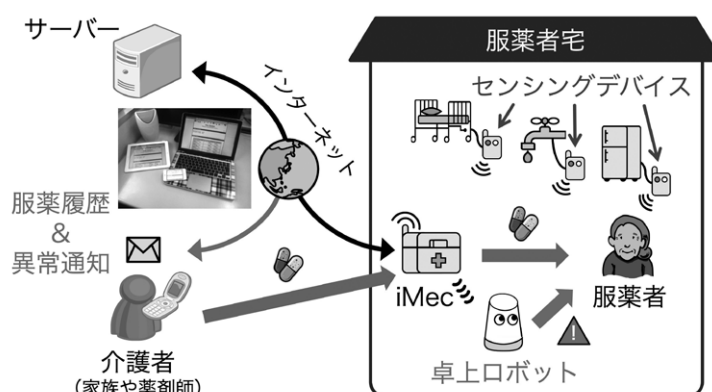 サーバー
インターネット
服薬者宅
センシングデバイス
服薬履歴
&
異常通知
iMec
服薬者
介護者
(家族や薬剤師)
卓上ロボット